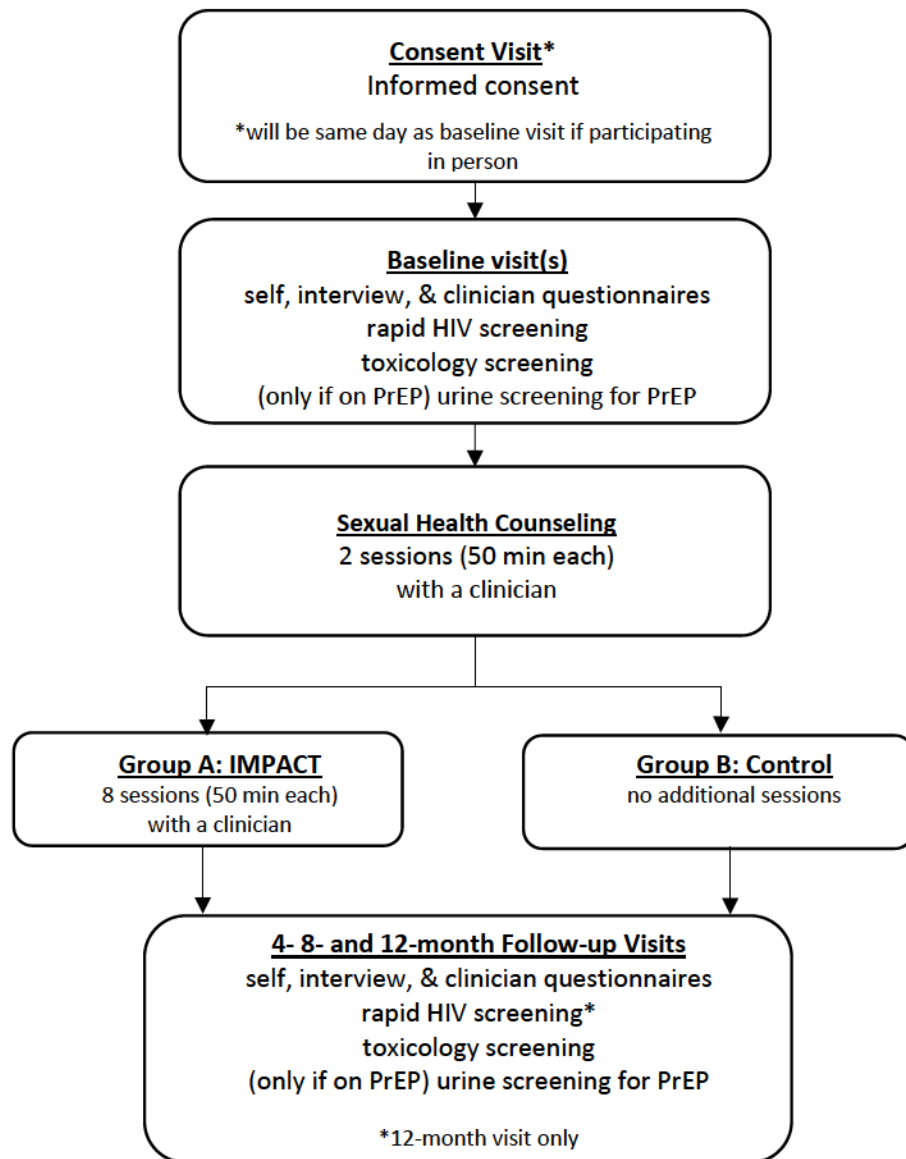 Consent Visit*
Informed consent
*will be same day as baseline visit if participating
in person
Baseline visit(s)
self, interview, & clinician questionnaires
rapid HIV screening
toxicology screening
(only if on PrEP) urine screening for PrEP
Sexual Health Counseling
2 sessions (50 min each)
with a clinician
Group A: IMPACT
8 sessions (50 min each)
with a clinician
Group B: Control
no additional sessions
4- 8- and 12-month Follow-up Visits
self, interview, & clinician questionnaires
rapid HIV screening*
toxicology screening
(only if on PrEP) urine screening for PrEP
*12-month visit only